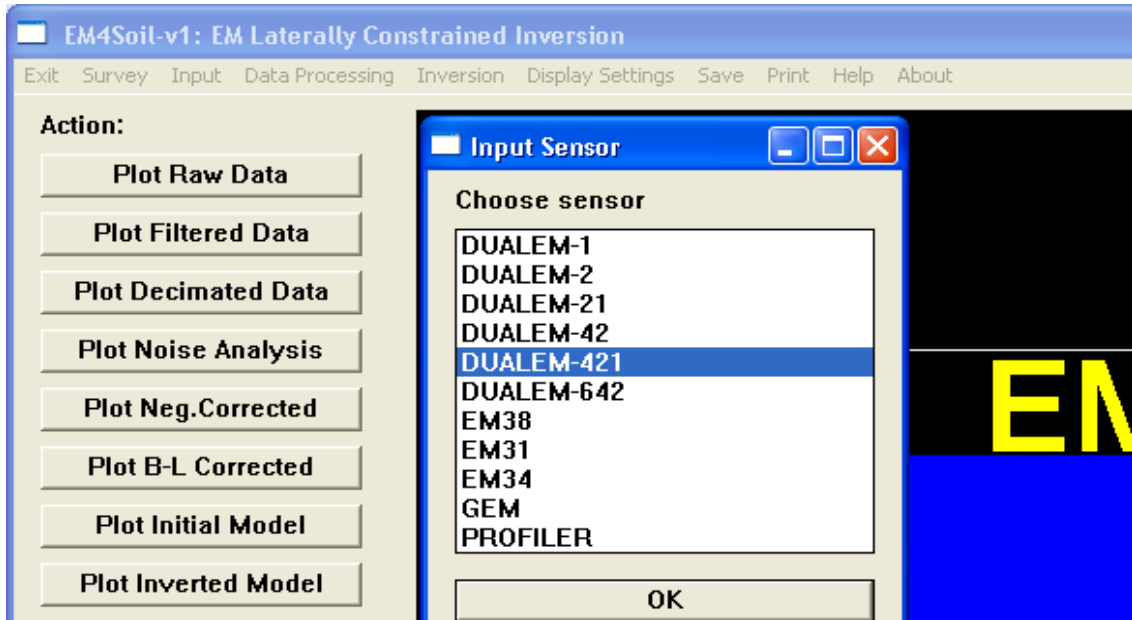 EM4Soil-v1: EM Laterally Constrained Inversion
Exit Survey Input Data Processing Inversion Display Settings Save Print Help About
Action:
Plot Raw Data
Plot Filtered Data
Plot Decimated Data
Plot Noise Analysis
Plot Neg.Corrected
Plot B-L Corrected
Plot Initial Model
Plot Inverted Model
Input Sensor
Choose sensor
DUALEM-1
DUALEM-2
DUALEM-21
DUALEM-42
DUALEM-421
DUALEM-642
EM38
EM31
EM34
GEM
PROFILER
OK
EM